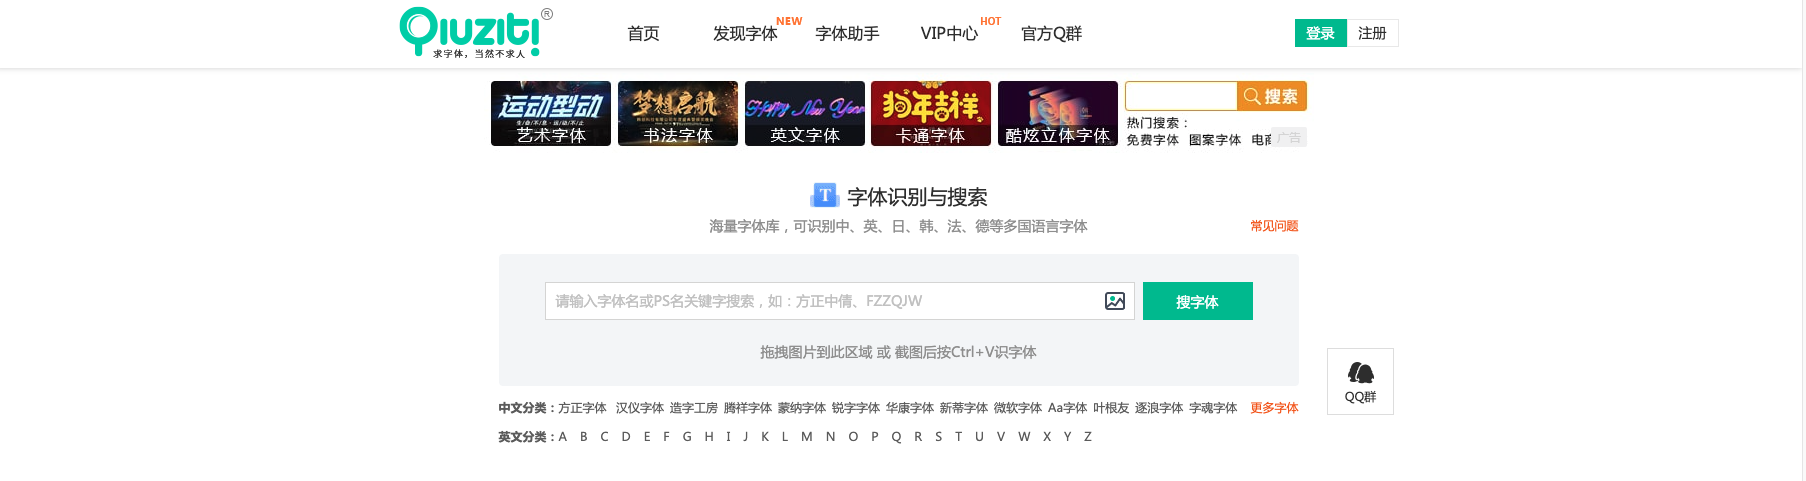 Qiuziti!®
求字体，当然不求人
首页 发现字体 NEW 字体助手 VIP中心 HOT 官方Q群
登录 注册
运动型动
生命不息·运动不止
艺术字体
梦想启航
书法字体
Happy New Year
英文字体
狗年吉祥
卡通字体
酷炫立体字体
搜索
热门搜索：
免费字体 图案字体 电商
广告
T 字体识别与搜索
海量字体库，可识别中、英、日、韩、法、德等多国语言字体
常见问题
请输入字体名或PS名关键字搜索，如：方正中倩、FZZQJW
搜字体
拖拽图片到此区域 或 截图后按Ctrl+V识字体
QQ群
中文分类：方正字体 汉仪字体 造字工房 腾祥字体 蒙纳字体 锐字字体 华康字体 新蒂字体 微软字体 Aa字体 叶根友 逐浪字体 字魂字体 更多字体
英文分类：A B C D E F G H I J K L M N O P Q R S T U V W X Y Z